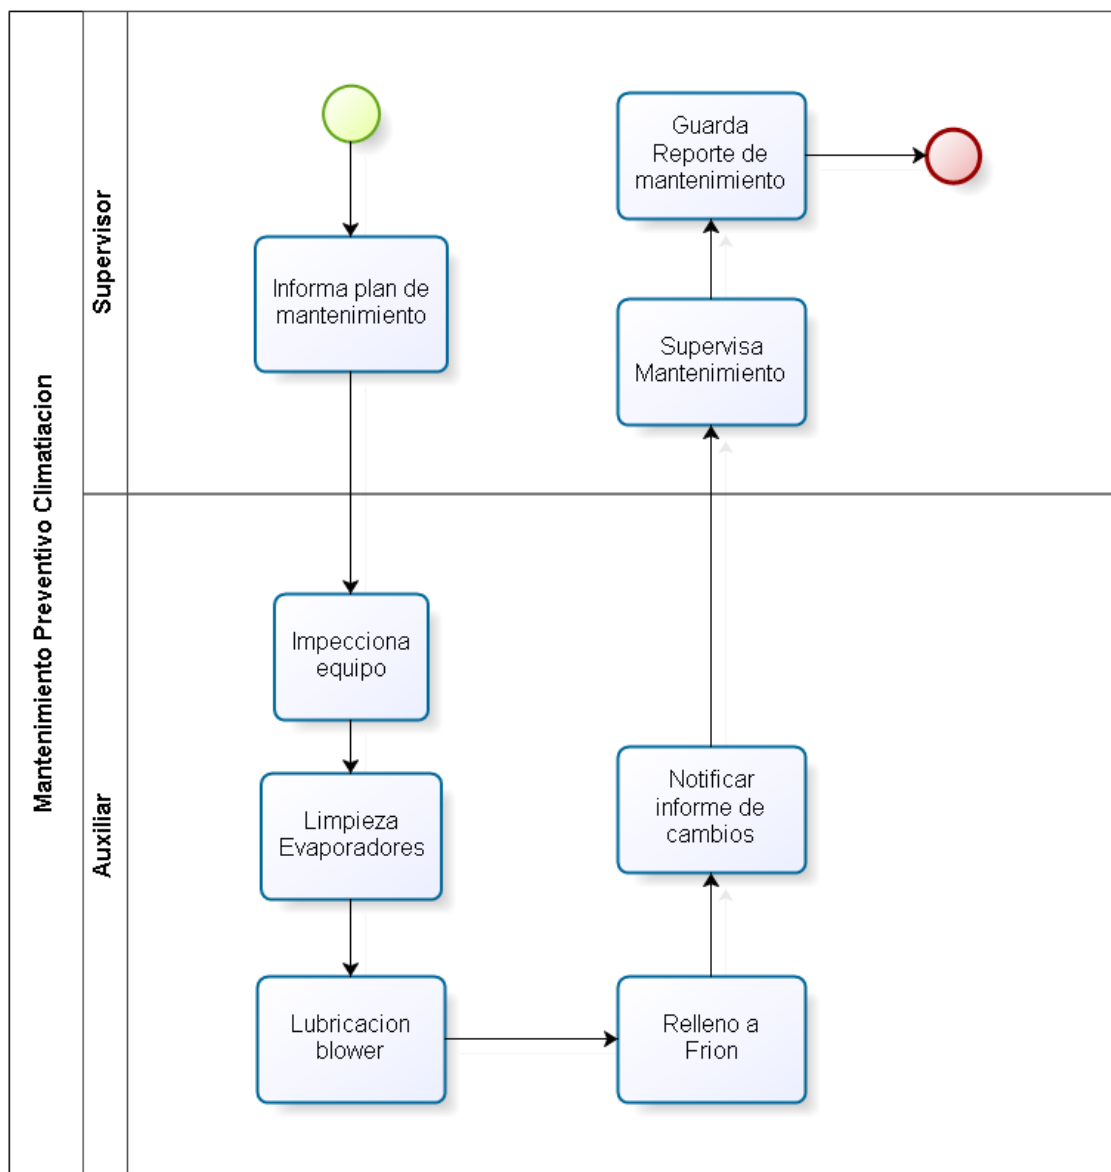 Mantenimiento Preventivo Climatiacion
Supervisor
Informa plan de
mantenimiento
Guarda
Reporte de
mantenimiento
Supervisa
Mantenimiento
Auxiliar
Impecciona
equipo
Limpieza
Evaporadores
Lubricacion
blower
Relleno a
Frion
Notificar
informe de
cambios